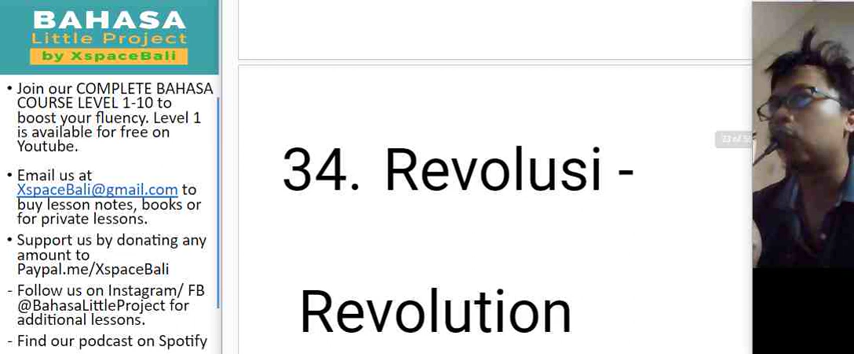 BAHASA
Little Project
by XspaceBali
• Join our COMPLETE BAHASA
COURSE LEVEL 1-10 to
boost your fluency. Level 1
is available for free on
Youtube.
• Email us at
XspaceBali@gmail.com to
buy lesson notes, books or
for private lessons.
• Support us by donating any
amount to
Paypal.me/XspaceBali
- Follow us on Instagram/ FB
@BahasaLittleProject for
additional lessons.
- Find our podcast on Spotify
34. Revolusi -
Revolution